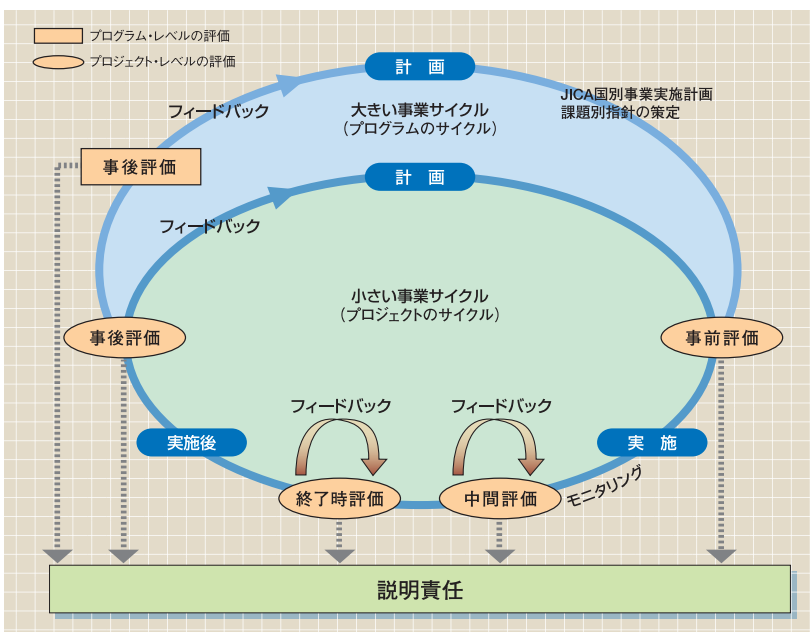 プログラム・レベルの評価
プロジェクト・レベルの評価
計 画
フィードバック
大きい事業サイクル
(プログラムのサイクル)
JICA国別事業実施計画
課題別指針の策定
事後評価
計 画
フィードバック
小さい事業サイクル
(プロジェクトのサイクル)
事後評価
事前評価
フィードバック
フィードバック
実施後
実 施
終了時評価
中間評価
モニタリング
説明責任